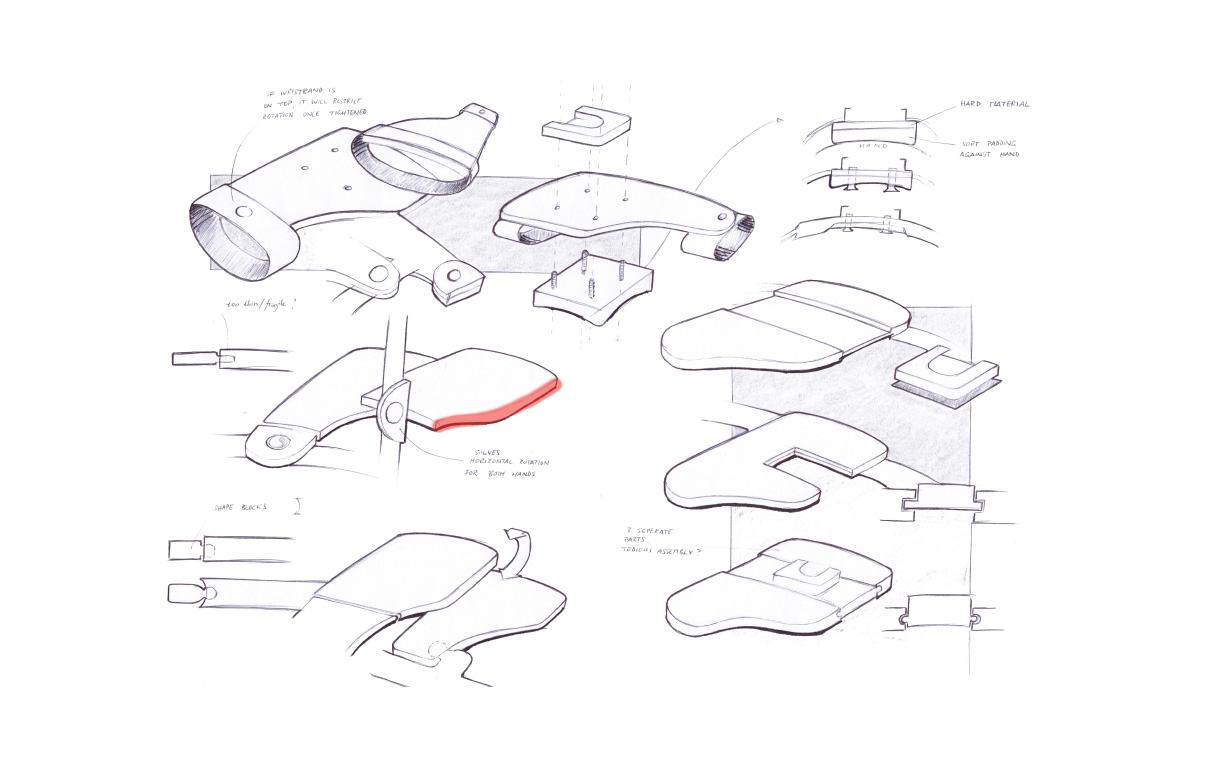 IF WRISTBAND IS
ON TOP, IT WILL RESTRICT
ROTATION ONCE TIGHTENED
HARD MATERIAL
HAND
SOFT PADDING
AGAINST HAND
too thin/fragile?
SOLVES
HORIZONTAL ROTATION
FOR BOTH HANDS
SHAPE BLOCKS
3 SEPERATE
PARTS.
TEDIOUS ASSEMBLY?